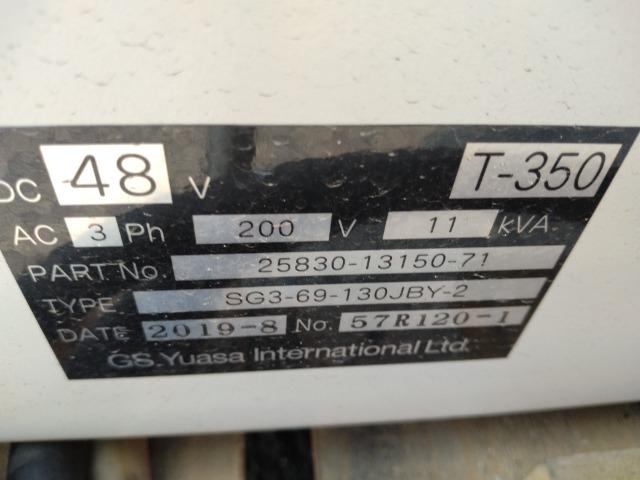 DC 48 V T-350
AC 3 Ph 200 V 11 kVA
PART No. 25830-13150-71
TYPE SG3-69-130JBY-2
DATE 2019-8 No. 57R120-1
GS Yuasa International Ltd.